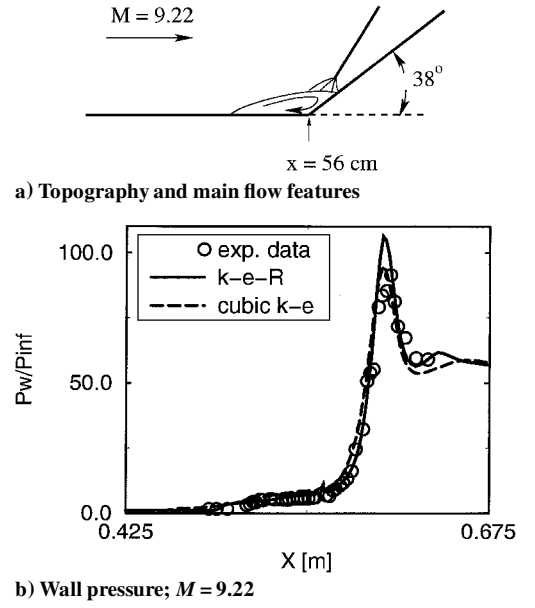 M = 9.22
38°
x = 56 cm
a) Topography and main flow features
100.0
exp. data
k-e-R
cubic k-e
Pw/Pinf
50.0
0.0
0.425
0.675
X [m]
b) Wall pressure; M = 9.22